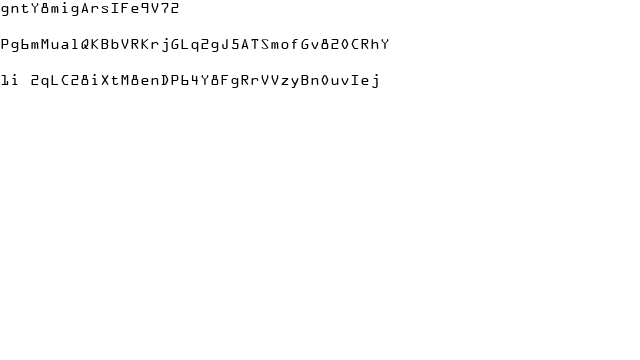 gntY8migArsIFe9V72
Pg6mMualQKBbVRKrjGLq2gJ5ATSmofGv820CRhY
1i 2qLC28iXtM8enDP64Y8FgRrVVzyBn0uvIej